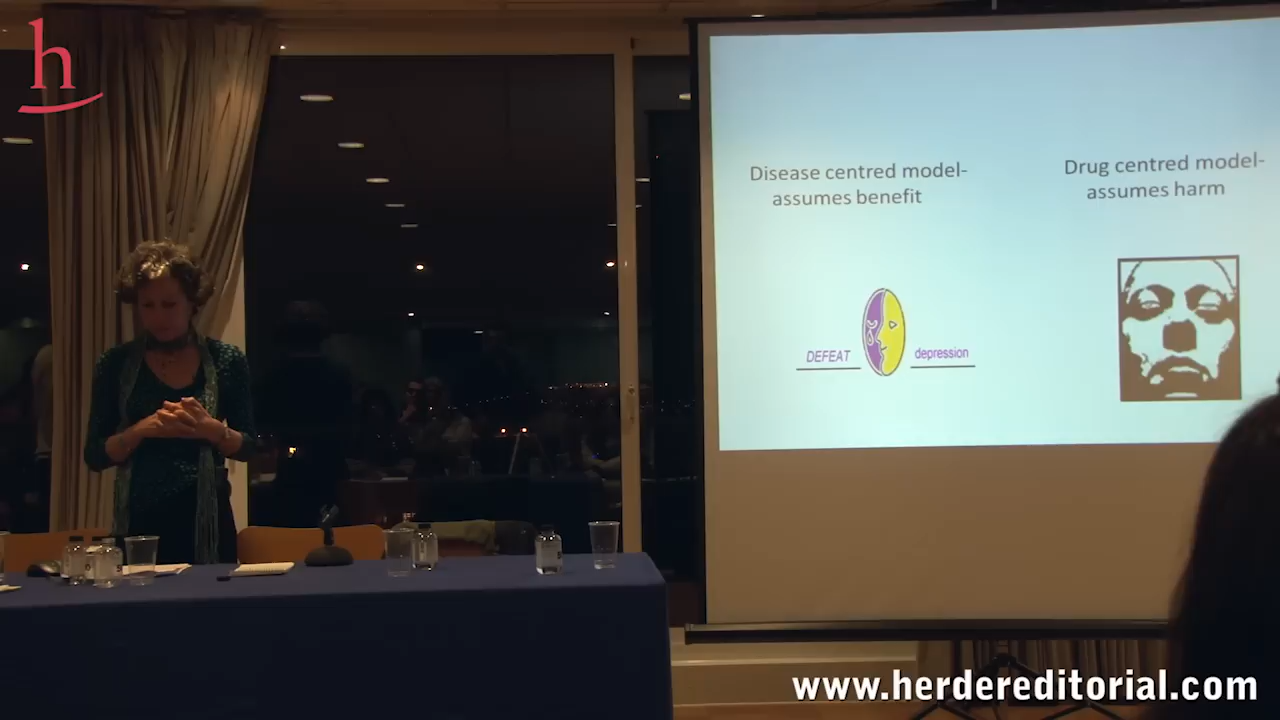 h
Disease centred model-
assumes benefit
Drug centred model-
assumes harm
DEFEAT depression
www.herdereditorial.com